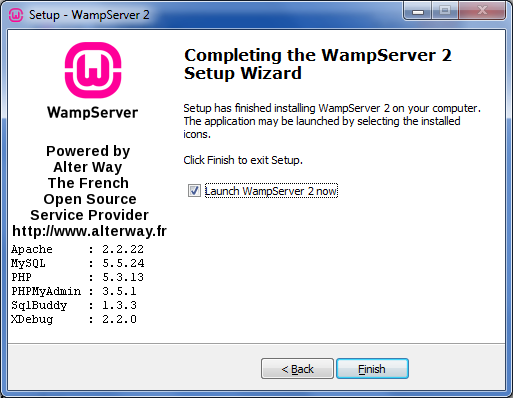 Setup - WampServer 2
WampServer
Powered by
Alter Way
The French
Open Source
Service Provider
http://www.alterway.fr
Apache : 2.2.22
MySQL : 5.5.24
PHP : 5.3.13
PHPMyAdmin : 3.5.1
SqlBuddy : 1.3.3
XDebug : 2.2.0
Completing the WampServer 2
Setup Wizard
Setup has finished installing WampServer 2 on your computer.
The application may be launched by selecting the installed
icons.
Click Finish to exit Setup.
Launch WampServer 2 now
< Back
Finish